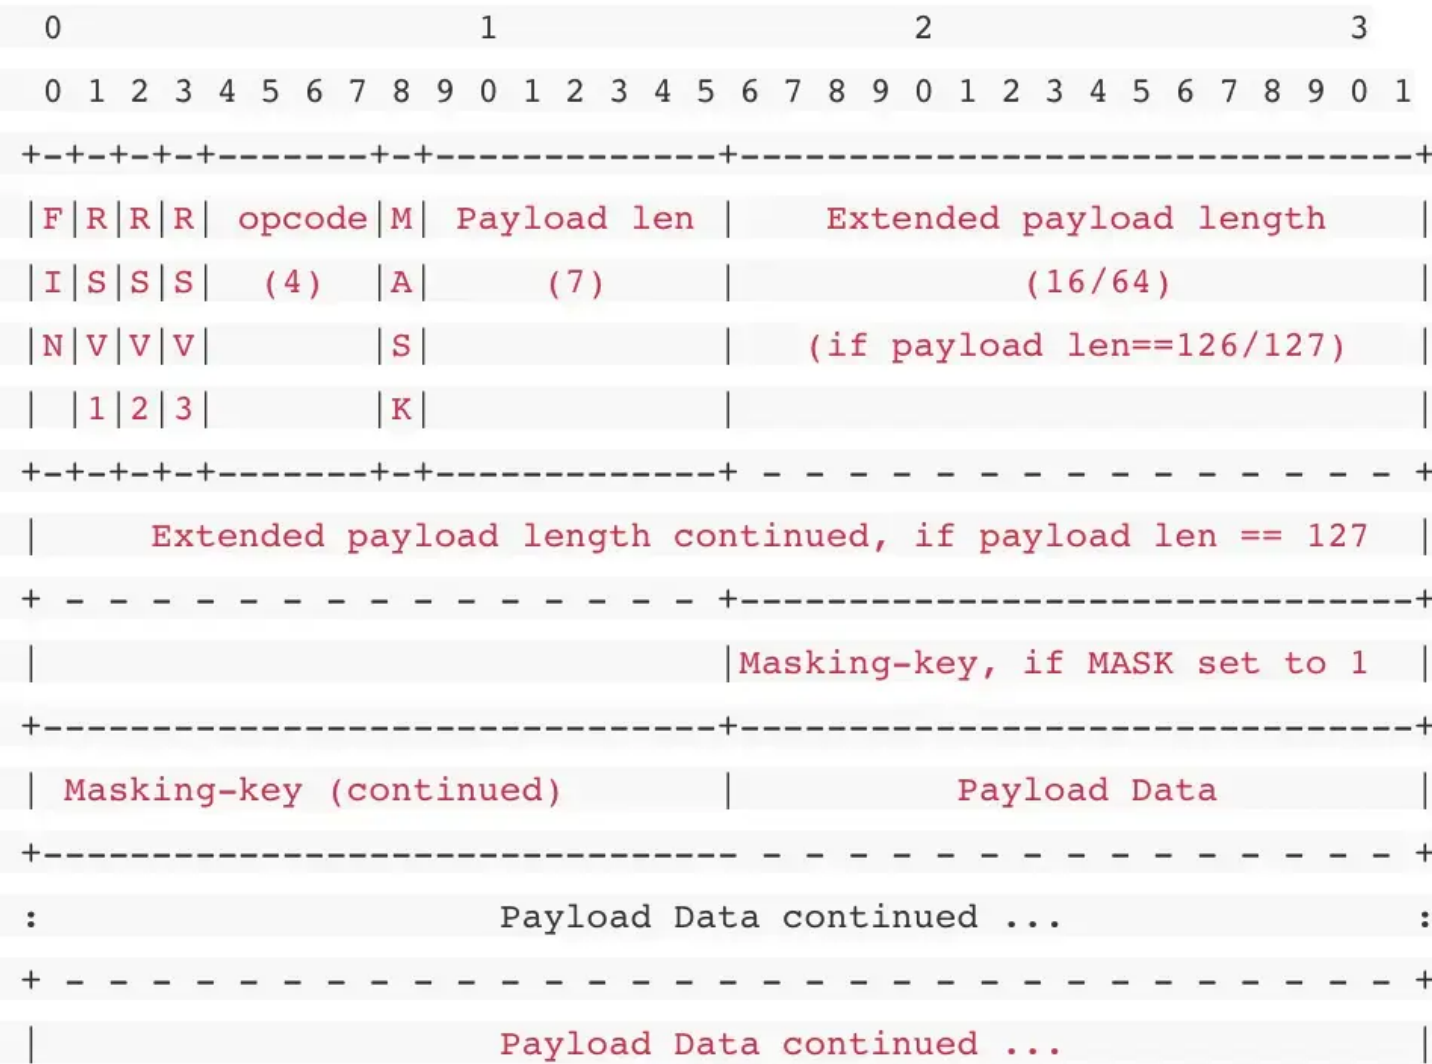 0                   1                   2                   3
 0 1 2 3 4 5 6 7 8 9 0 1 2 3 4 5 6 7 8 9 0 1 2 3 4 5 6 7 8 9 0 1
+-+-+-+-+-------+-+-------------+-------------------------------+
|F|R|R|R| opcode|M| Payload len |    Extended payload length    |
|I|S|S|S|  (4)  |A|     (7)     |             (16/64)           |
|N|V|V|V|       |S|             |   (if payload len==126/127)   |
| |1|2|3|       |K|             |                               |
+-+-+-+-+-------+-+-------------+ - - - - - - - - - - - - - - - +
|     Extended payload length continued, if payload len == 127  |
+ - - - - - - - - - - - - - - - +-------------------------------+
|                               |Masking-key, if MASK set to 1  |
+-------------------------------+-------------------------------+
| Masking-key (continued)       |          Payload Data         |
+-------------------------------- - - - - - - - - - - - - - - - +
:                     Payload Data continued ...                :
+ - - - - - - - - - - - - - - - - - - - - - - - - - - - - - - - +
|                     Payload Data continued ...                |